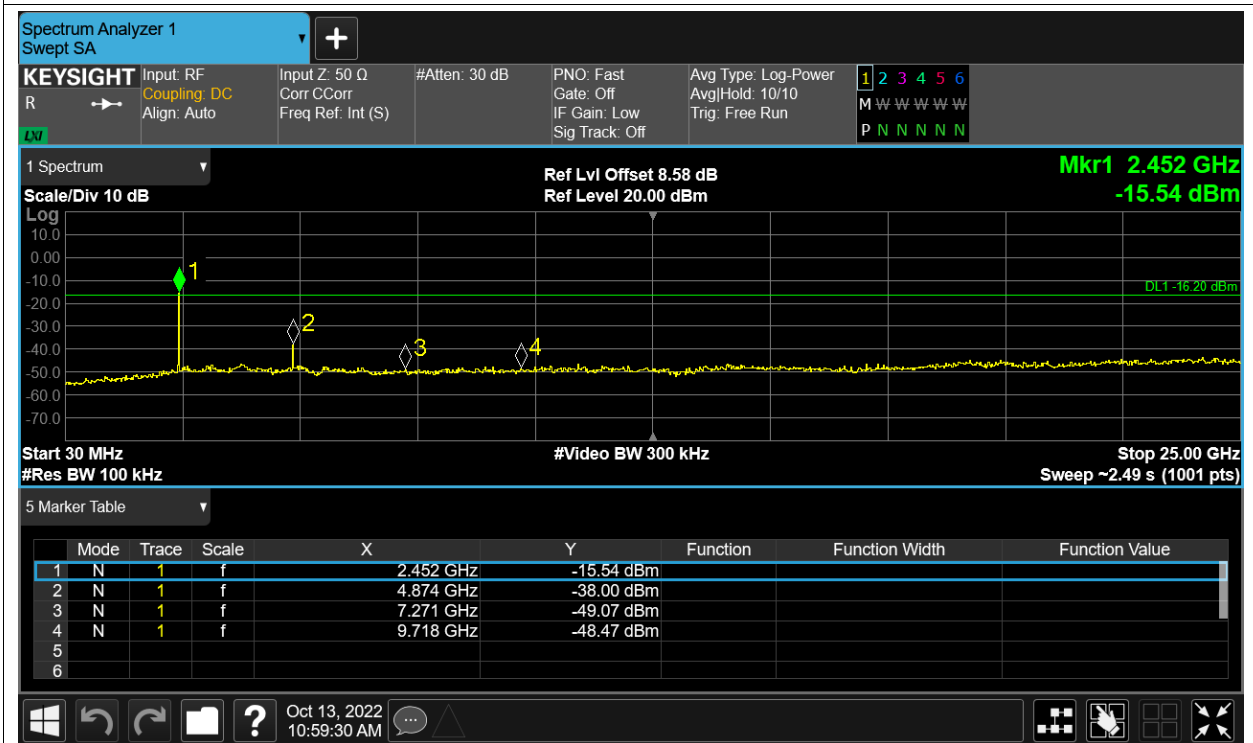 Spectrum Analyzer 1
Swept SA
KEYSIGHT Input: RF Input Z: 50 Ω #Atten: 30 dB PNO: Fast Avg Type: Log-Power 1 2 3 4 5 6
R Coupling: DC Corr CCorr Gate: Off Avg|Hold: 10/10 M W W W W W
Align: Auto Freq Ref: Int (S) IF Gain: Low Trig: Free Run
LXI Sig Track: Off P N N N N N
1 Spectrum Ref Lvl Offset 8.58 dB Mkr1 2.452 GHz
Scale/Div 10 dB Ref Level 20.00 dBm -15.54 dBm
Log
10.0
0.00
1
-10.0
DL1 -16.20 dBm
-20.0
2
-30.0
-40.0
3 4
-50.0
-60.0
-70.0
Start 30 MHz #Video BW 300 kHz Stop 25.00 GHz
#Res BW 100 kHz Sweep ~2.49 s (1001 pts)
5 Marker Table
Mode Trace Scale X Y Function Function Width Function Value
1 N 1 f 2.452 GHz -15.54 dBm
2 N 1 f 4.874 GHz -38.00 dBm
3 N 1 f 7.271 GHz -49.07 dBm
4 N 1 f 9.718 GHz -48.47 dBm
5
6
? Oct 13, 2022
10:59:30 AM